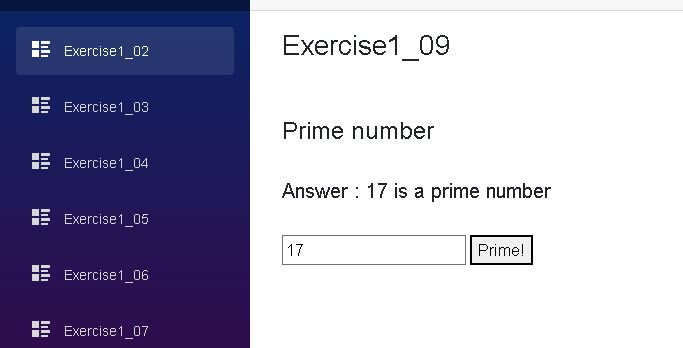 Exercise1_02
Exercise1_03
Exercise1_04
Exercise1_05
Exercise1_06
Exercise1_07
Exercise1_09
Prime number
Answer : 17 is a prime number
17 Prime!